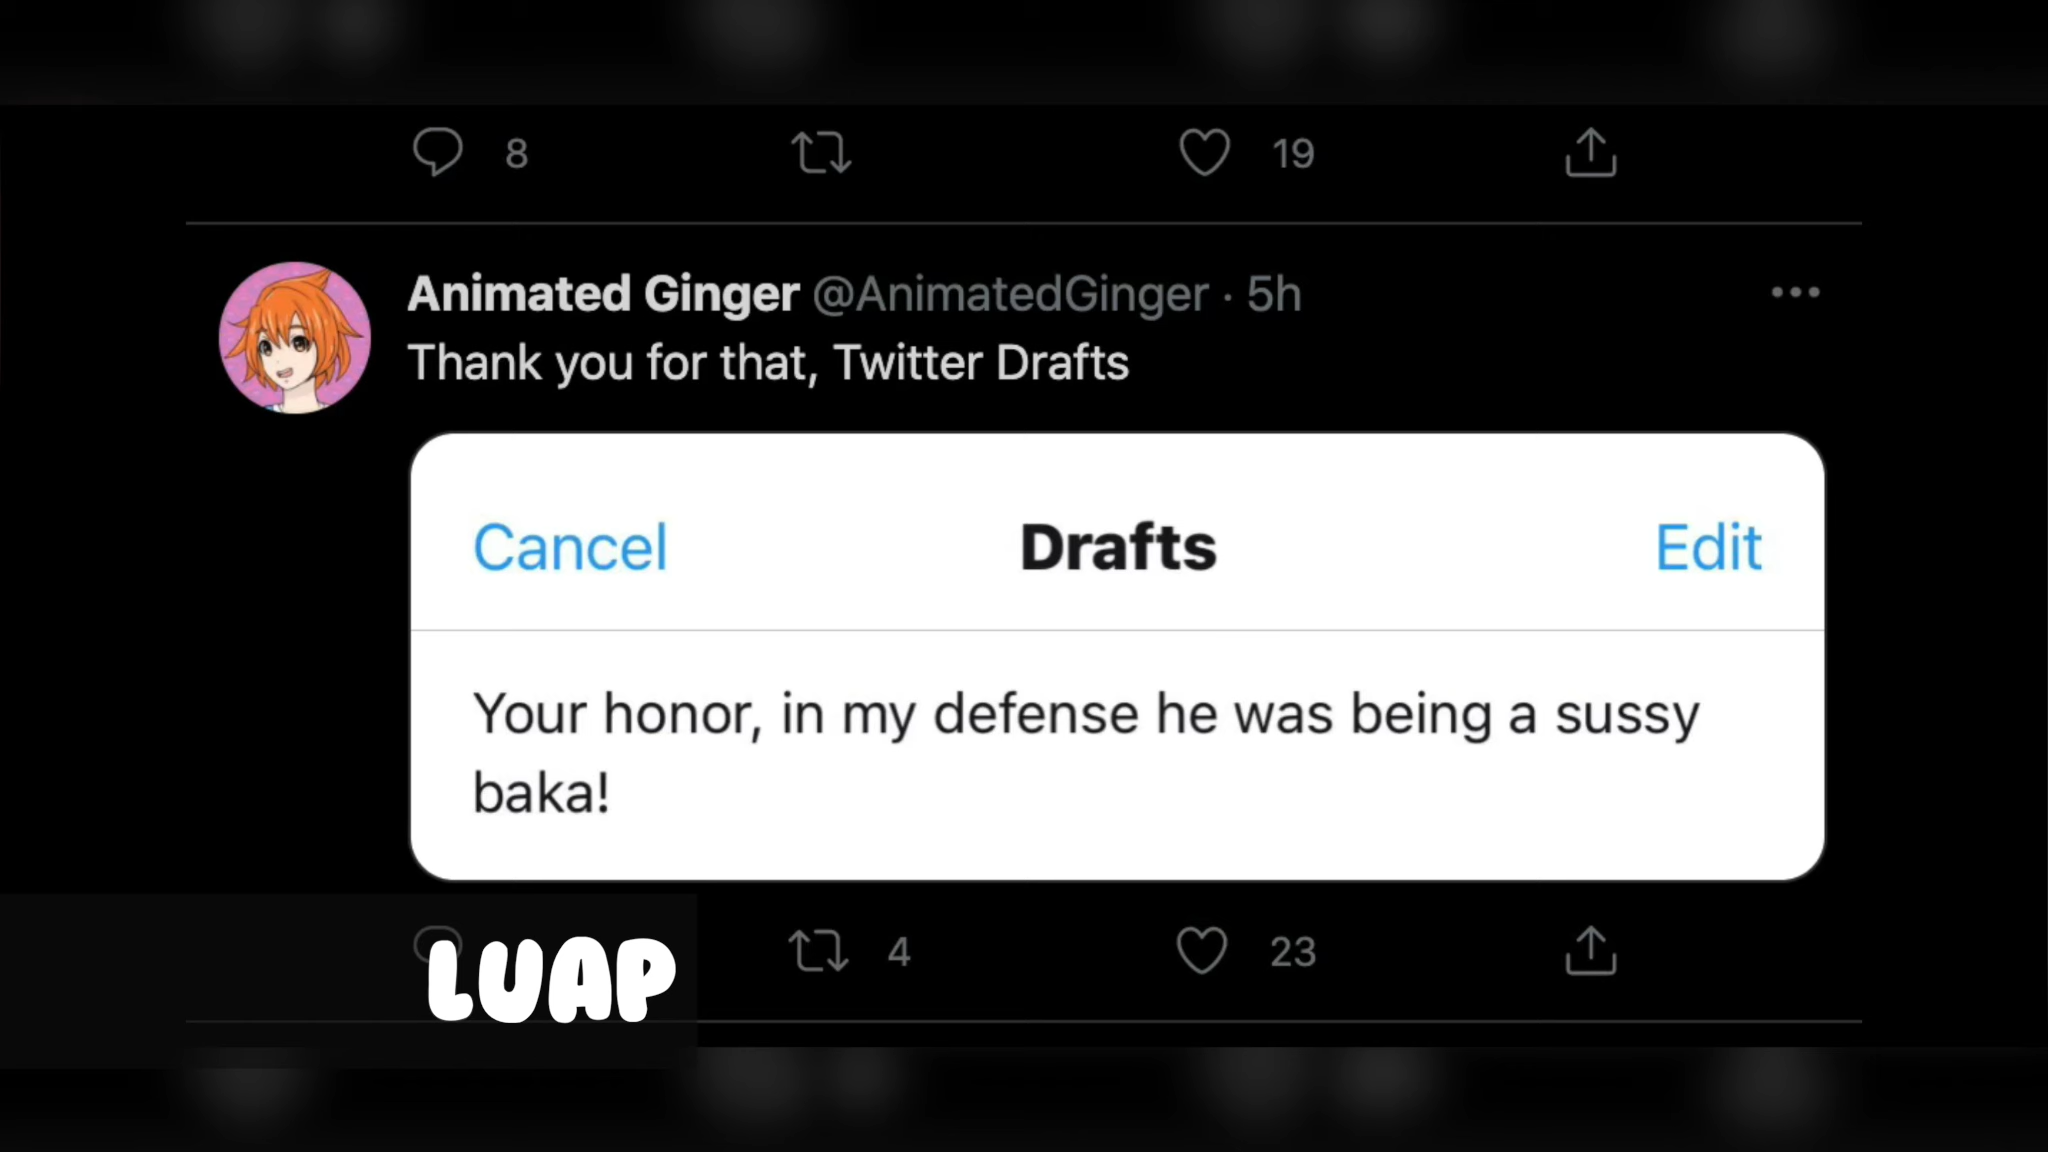 8 19
Animated Ginger @AnimatedGinger · 5h
Thank you for that, Twitter Drafts
Cancel Drafts Edit
Your honor, in my defense he was being a sussy
baka!
4 23
LUAP